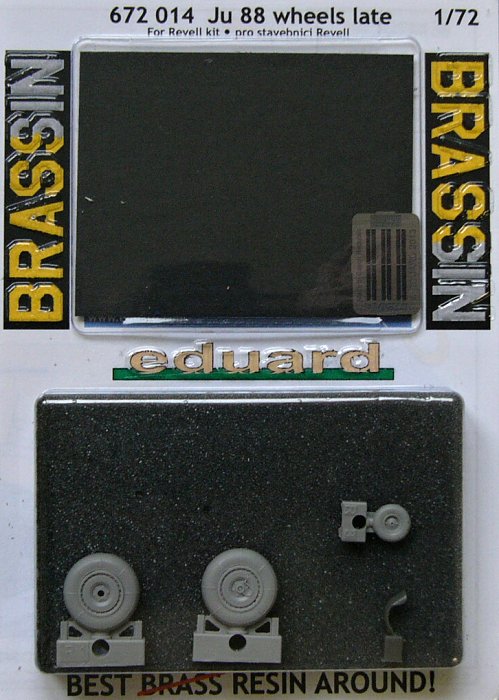 672 014 Ju 88 wheels late 1/72
For Revell kit • pro stavebnici Revell
BRASSIN
BRASSIN
eduard
BEST BRASS RESIN AROUND!